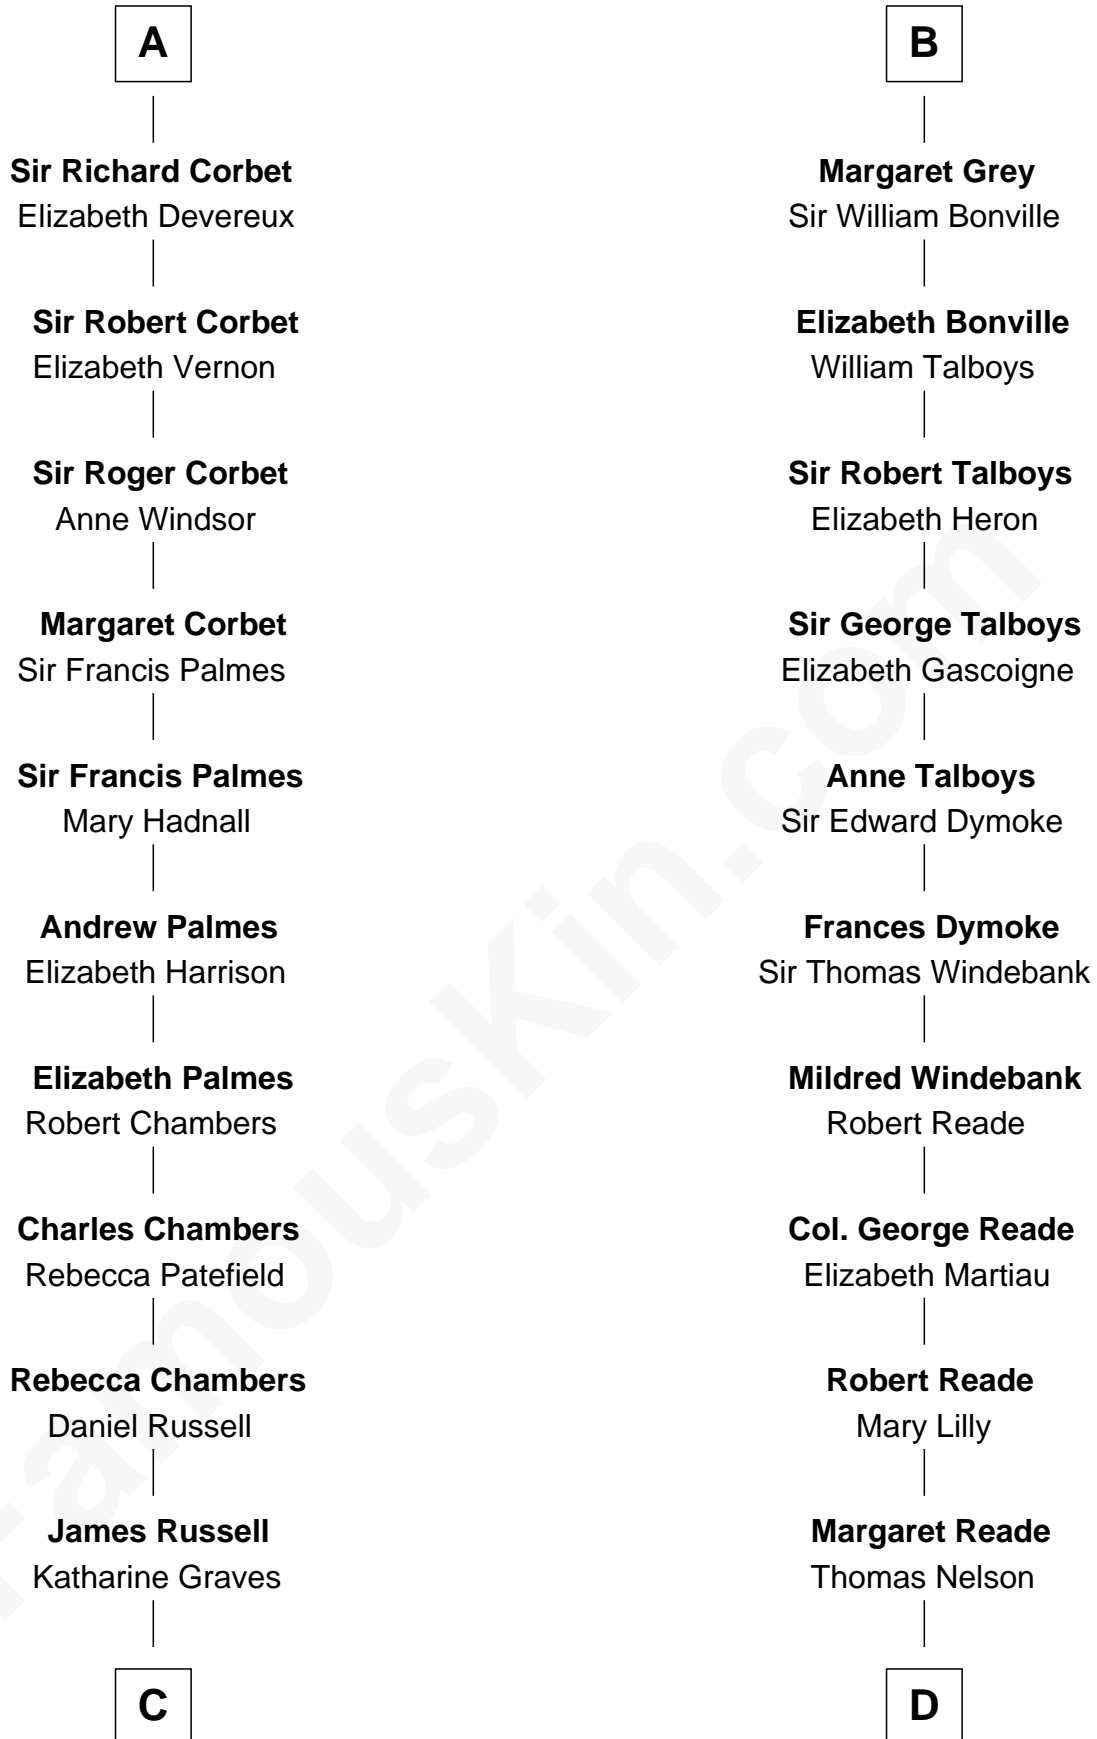 A
Sir Richard Corbet
Elizabeth Devereux
Sir Robert Corbet
Elizabeth Vernon
Sir Roger Corbet
Anne Windsor
Margaret Corbet
Sir Francis Palmes
Sir Francis Palmes
Mary Hadnall
Andrew Palmes
Elizabeth Harrison
Elizabeth Palmes
Robert Chambers
Charles Chambers
Rebecca Patefield
Rebecca Chambers
Daniel Russell
James Russell
Katharine Graves
C
B
Margaret Grey
Sir William Bonville
Elizabeth Bonville
William Talboys
Sir Robert Talboys
Elizabeth Heron
Sir George Talboys
Elizabeth Gascoigne
Anne Talboys
Sir Edward Dymoke
Frances Dymoke
Sir Thomas Windebank
Mildred Windebank
Robert Reade
Col. George Reade
Elizabeth Martiau
Robert Reade
Mary Lilly
Margaret Reade
Thomas Nelson
D
FamousKin.com